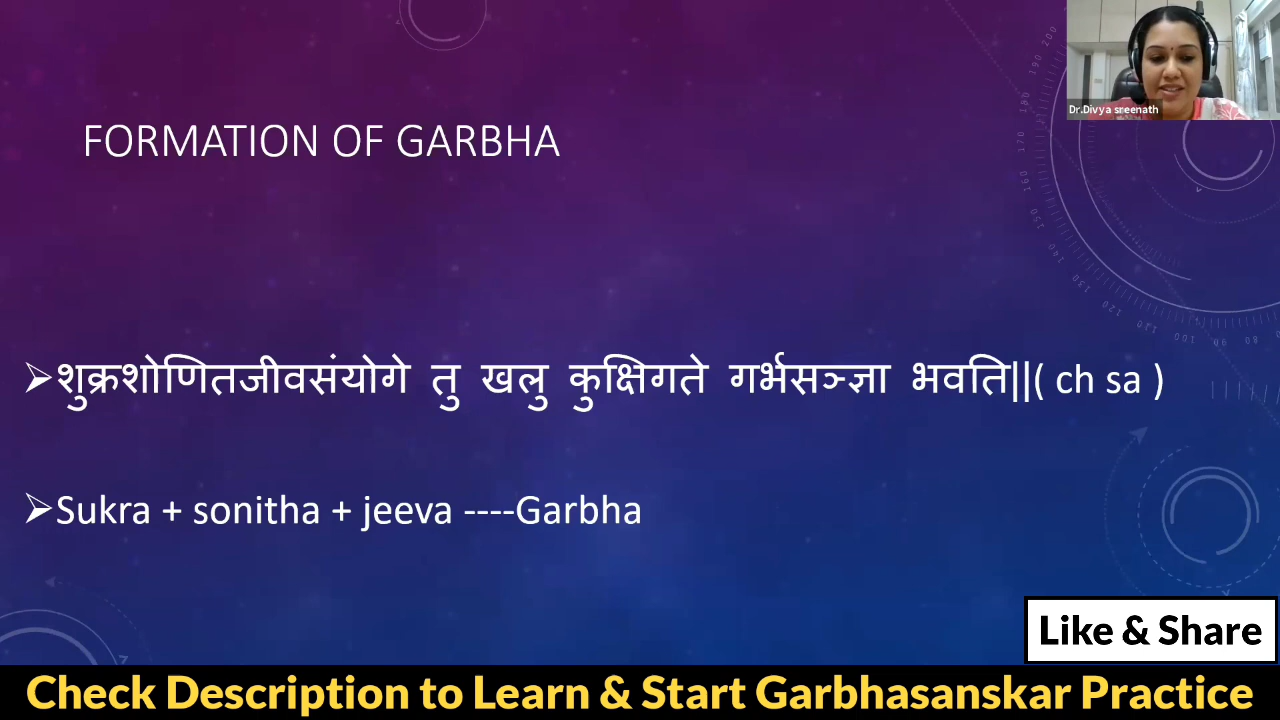 Dr.Divya sreenath
FORMATION OF GARBHA
शुक्रशोणितजीवसंयोगे तु खलु कुक्षिगते गर्भसञ्ज्ञा भवति||( ch sa )
Sukra + sonitha + jeeva ----Garbha
Like & Share
Check Description to Learn & Start Garbhasanskar Practice